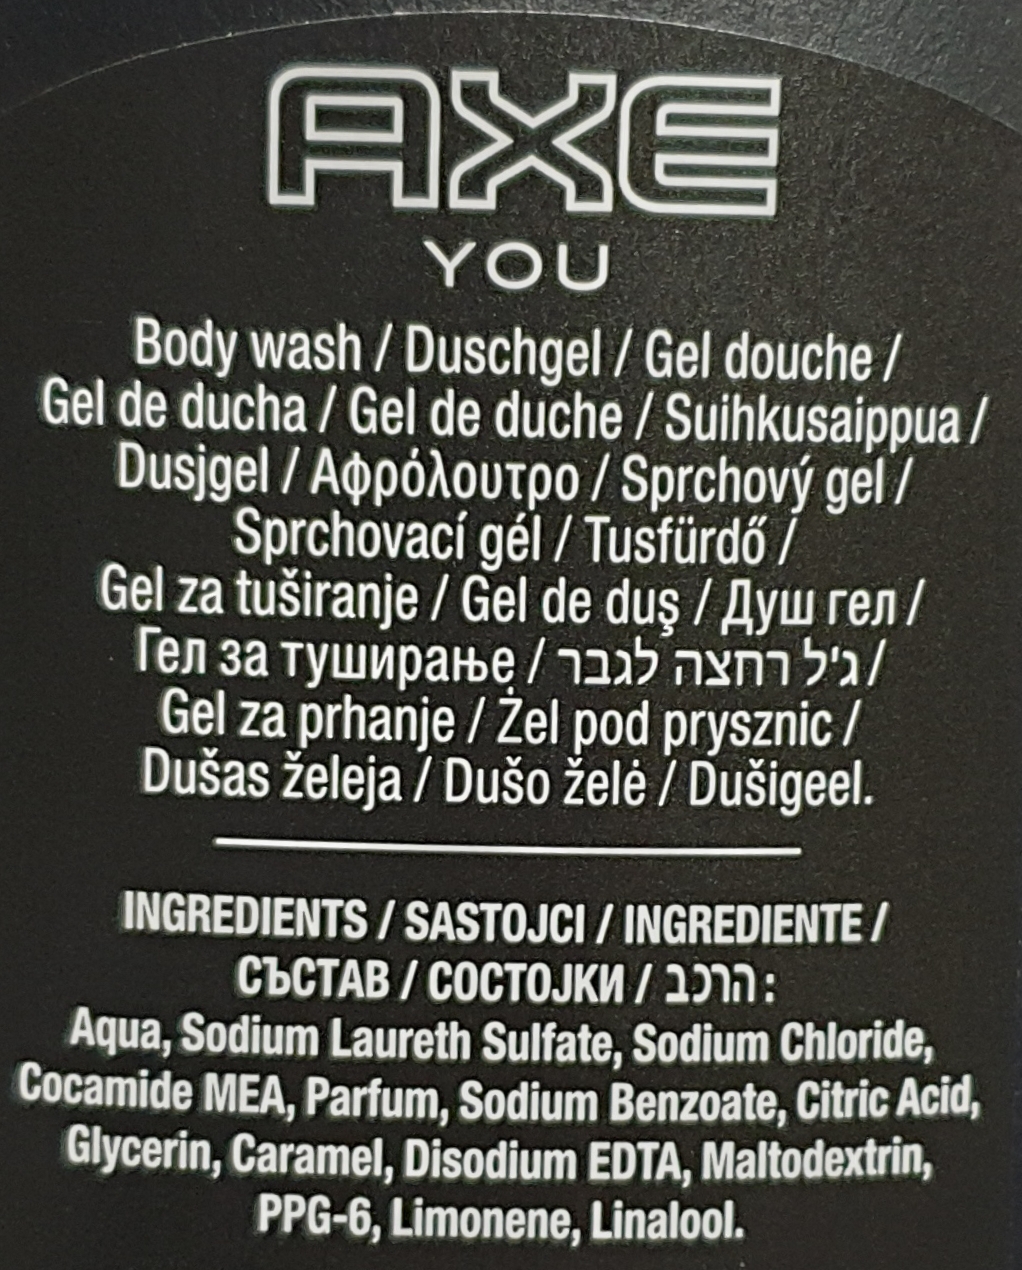 AXE
YOU
Body wash / Duschgel / Gel douche /
Gel de ducha / Gel de duche / Suihkusaippua /
Dusjgel / Αφρόλουτρο / Sprchový gel /
Sprchovací gél / Tusfürdő /
Gel za tuširanje / Gel de duş / Душ гел /
Гел за туширање / ג'ל רחצה לגבר /
Gel za prhanje / Żel pod prysznic /
Dušas želeja / Dušo želė / Dušigeel.
INGREDIENTS / SASTOJCI / INGREDIENTE /
СЪСТАВ / СОСТОЈКИ / הרכב:
Aqua, Sodium Laureth Sulfate, Sodium Chloride,
Cocamide MEA, Parfum, Sodium Benzoate, Citric Acid,
Glycerin, Caramel, Disodium EDTA, Maltodextrin,
PPG-6, Limonene, Linalool.